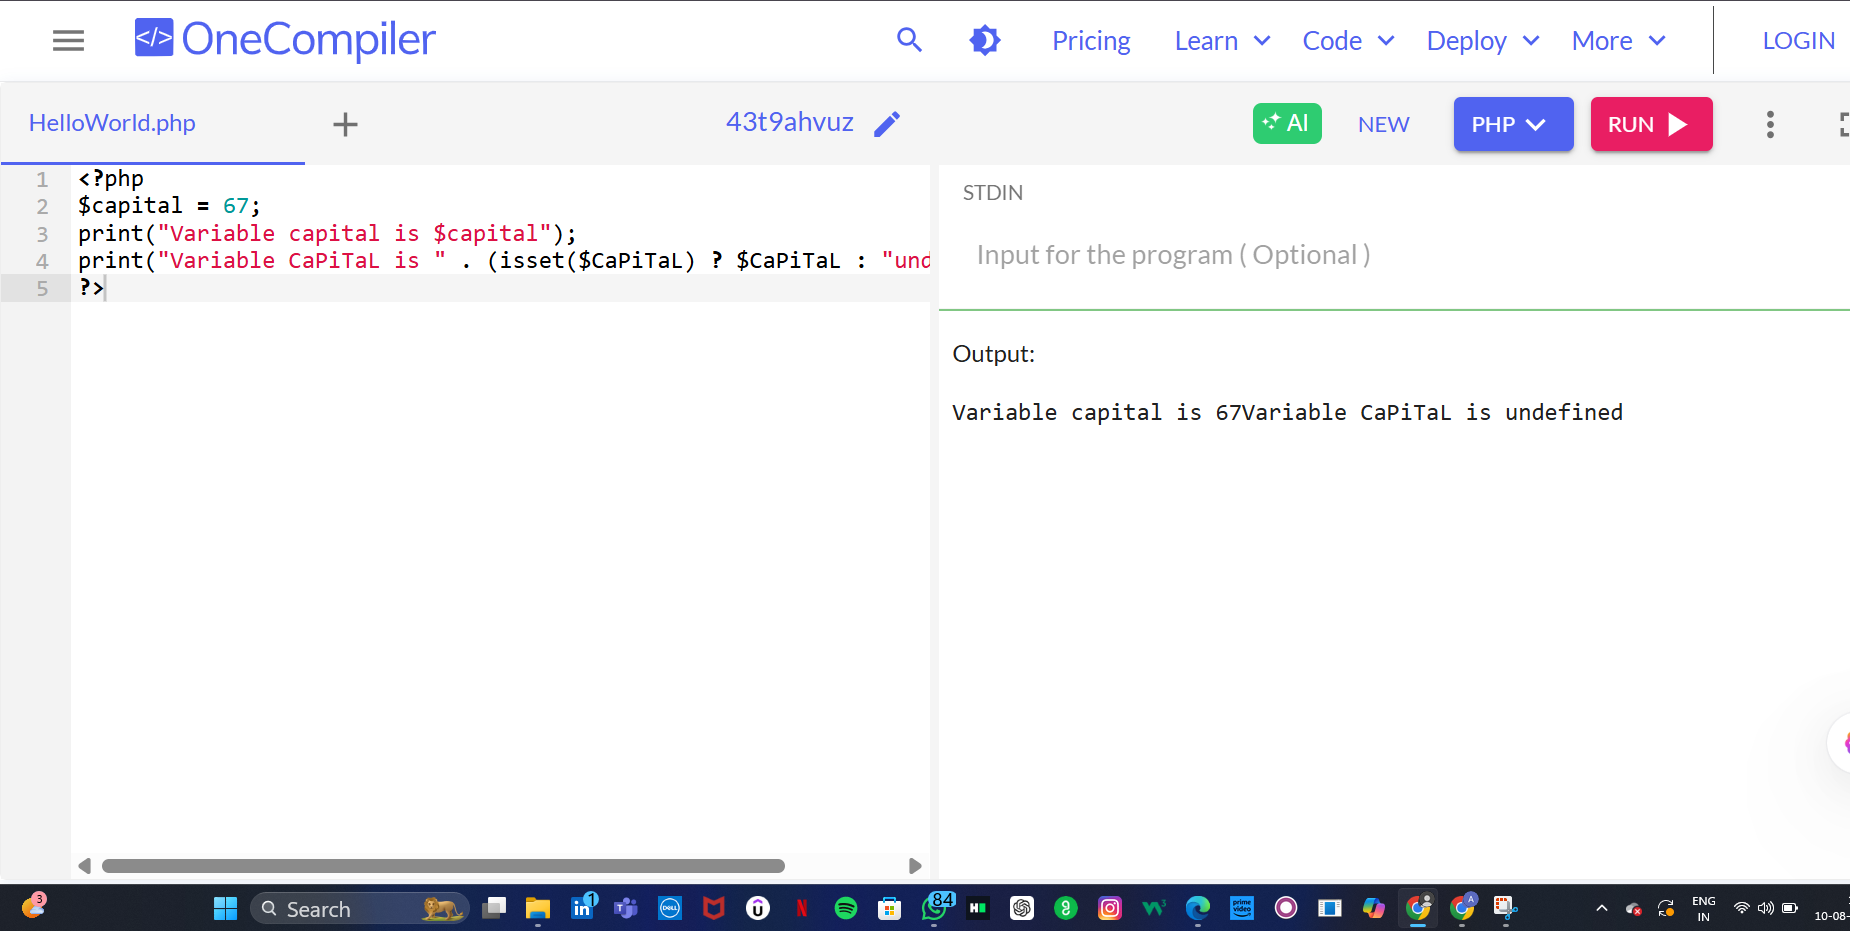 </> OneCompiler
Pricing Learn Code Deploy More LOGIN
HelloWorld.php + 43t9ahvuz AI NEW PHP RUN
1 <?php
2 $capital = 67;
3 print("Variable capital is $capital");
4 print("Variable CaPiTaL is " . (isset($CaPiTaL) ? $CaPiTaL : "und
5 ?>
STDIN
Input for the program ( Optional )
Output:
Variable capital is 67Variable CaPiTaL is undefined
3 Search 1 84 ENG
IN
10-08-